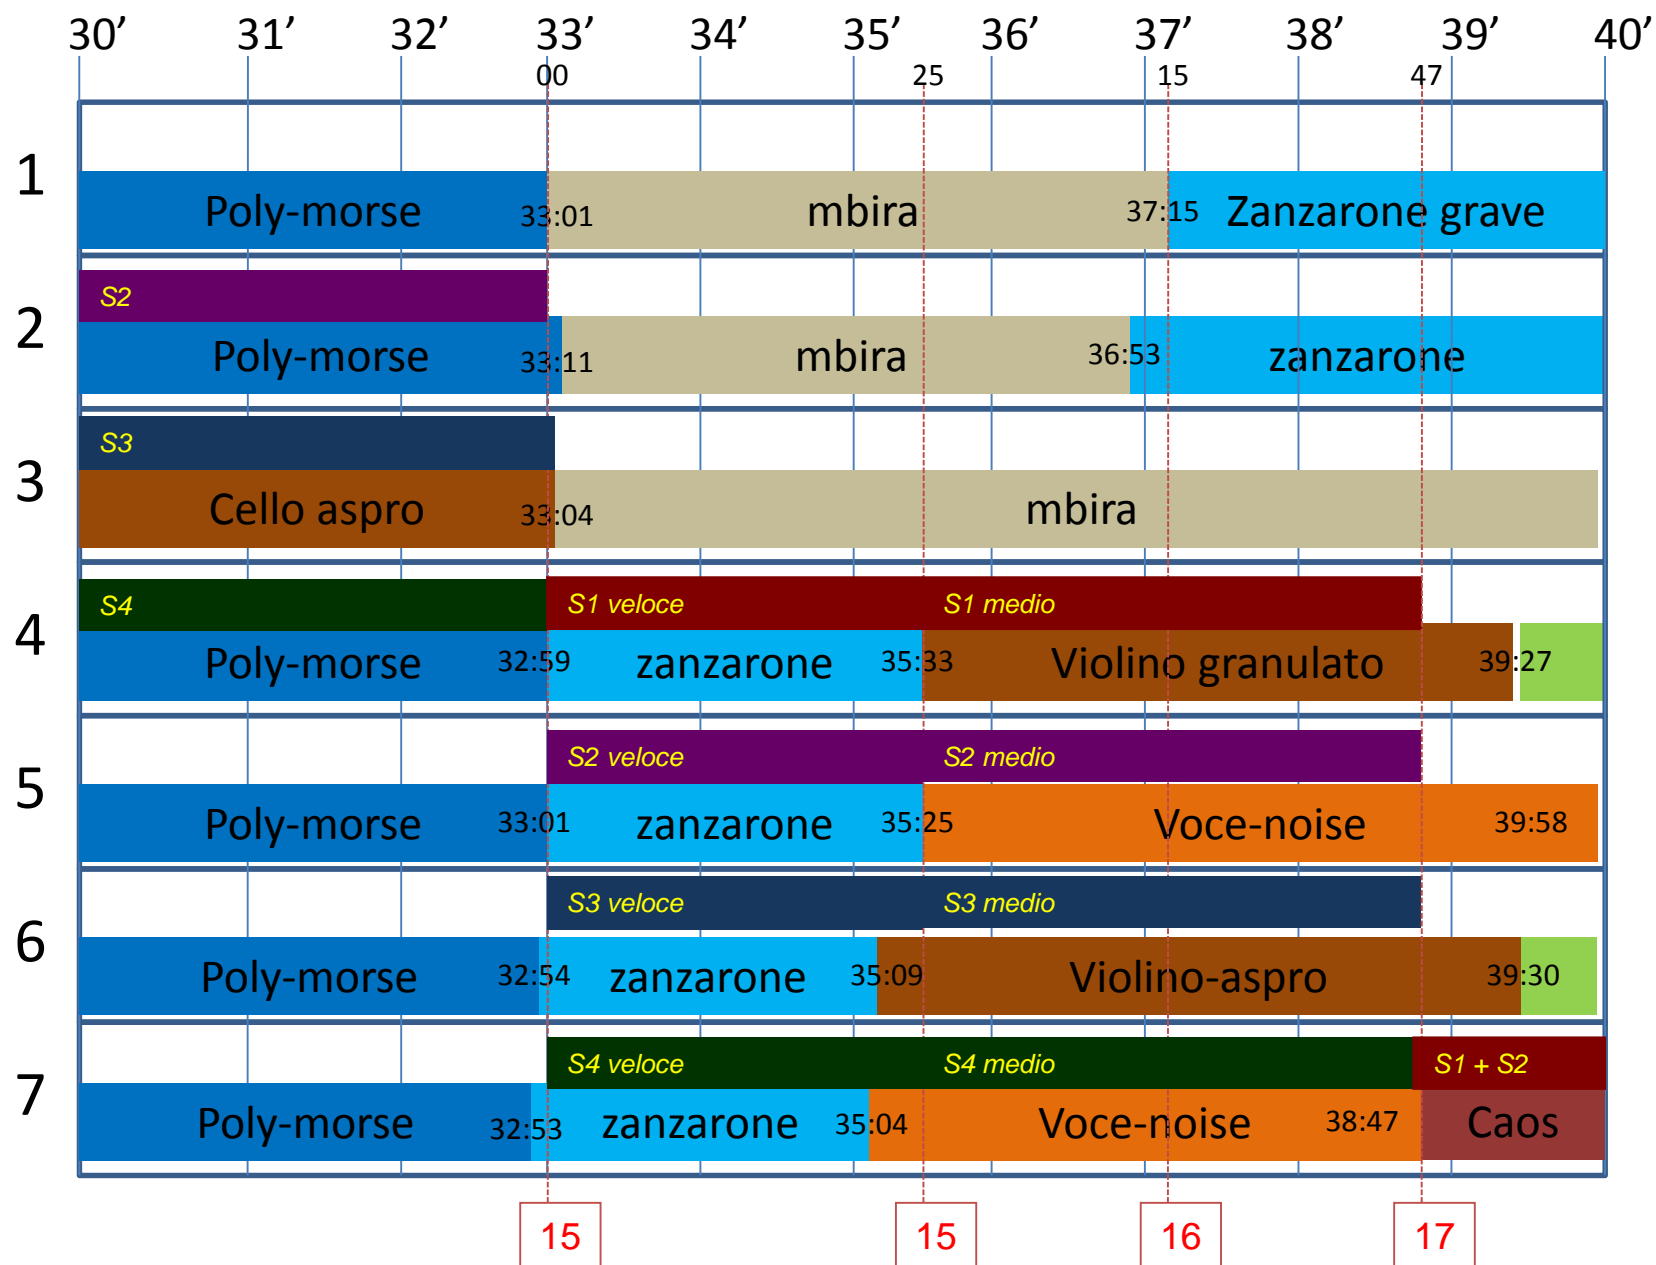 30’ 31’ 32’ 33’ 34’ 35’ 36’ 37’ 38’ 39’ 40’
00 25 15 47
1
Poly-morse 33:01 mbira 37:15 Zanzarone grave
S2
2
Poly-morse 33:11 mbira 36:53 zanzarone
S3
3
Cello aspro 33:04 mbira
S4 S1 veloce S1 medio
4
Poly-morse 32:59 zanzarone 35:33 Violino granulato 39:27
S2 veloce S2 medio
5
Poly-morse 33:01 zanzarone 35:25 Voce-noise 39:58
S3 veloce S3 medio
6
Poly-morse 32:54 zanzarone 35:09 Violino-aspro 39:30
S4 veloce S4 medio S1 + S2
7
Poly-morse 32:53 zanzarone 35:04 Voce-noise 38:47 Caos
15 15 16 17